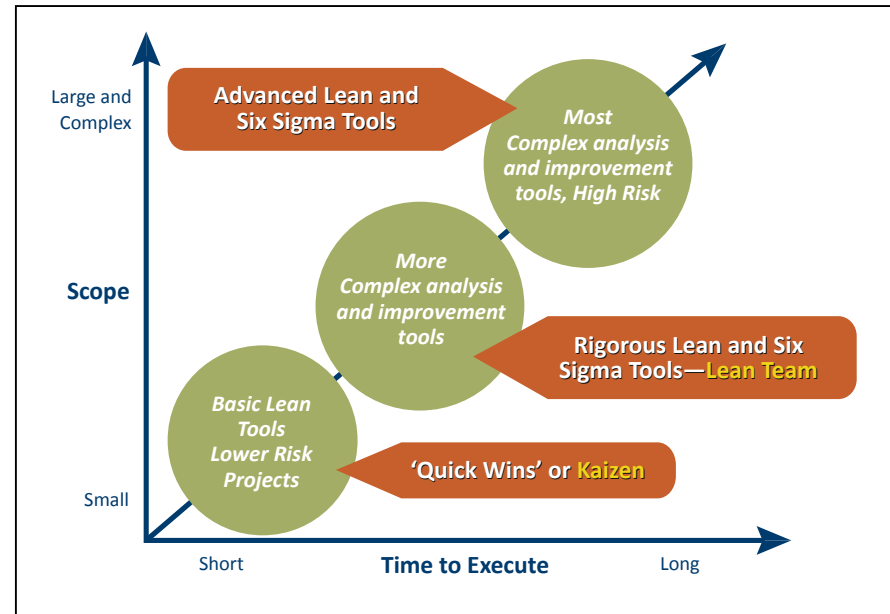 Large and
Complex
Advanced Lean and
Six Sigma Tools
Most
Complex analysis
and improvement
tools, High Risk
Scope
More
Complex analysis
and improvement
tools
Rigorous Lean and Six
Sigma Tools—Lean Team
Basic Lean
Tools
Lower Risk
Projects
‘Quick Wins’ or Kaizen
Small
Short
Time to Execute
Long